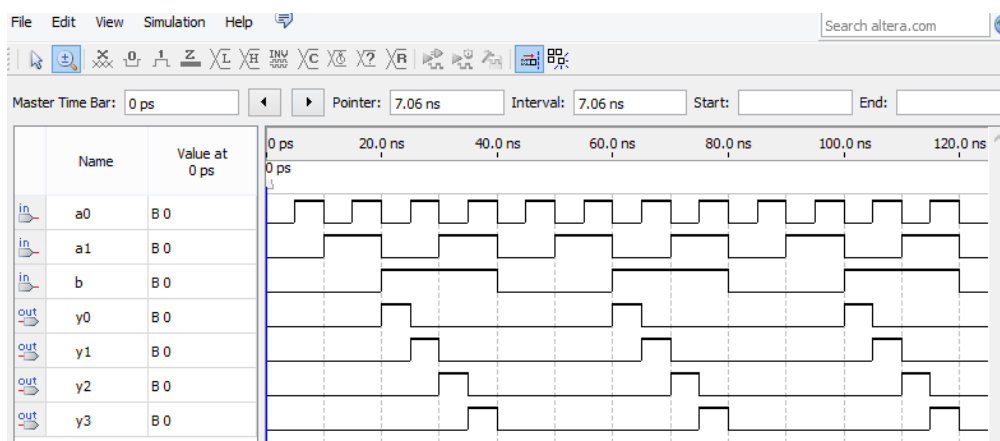 File Edit View Simulation Help
Search altera.com
Master Time Bar: 0 ps Pointer: 7.06 ns Interval: 7.06 ns Start: End:
Name Value at 0 ps
0 ps 20.0 ns 40.0 ns 60.0 ns 80.0 ns 100.0 ns 120.0 ns
0 ps
in a0 B 0
in a1 B 0
in b B 0
out y0 B 0
out y1 B 0
out y2 B 0
out y3 B 0